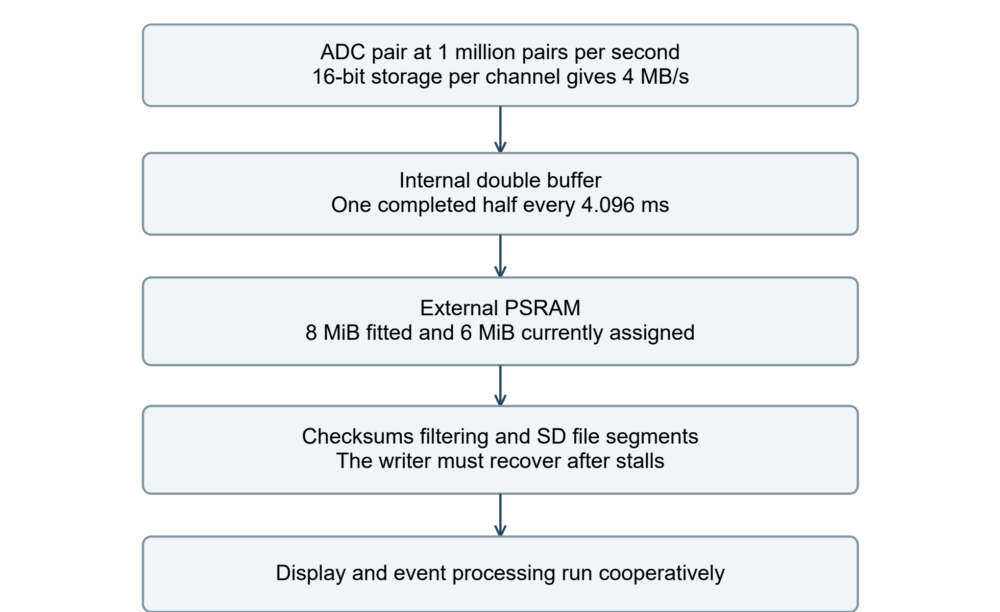 ADC pair at 1 million pairs per second
16-bit storage per channel gives 4 MB/s
Internal double buffer
One completed half every 4.096 ms
External PSRAM
8 MiB fitted and 6 MiB currently assigned
Checksums filtering and SD file segments
The writer must recover after stalls
Display and event processing run cooperatively